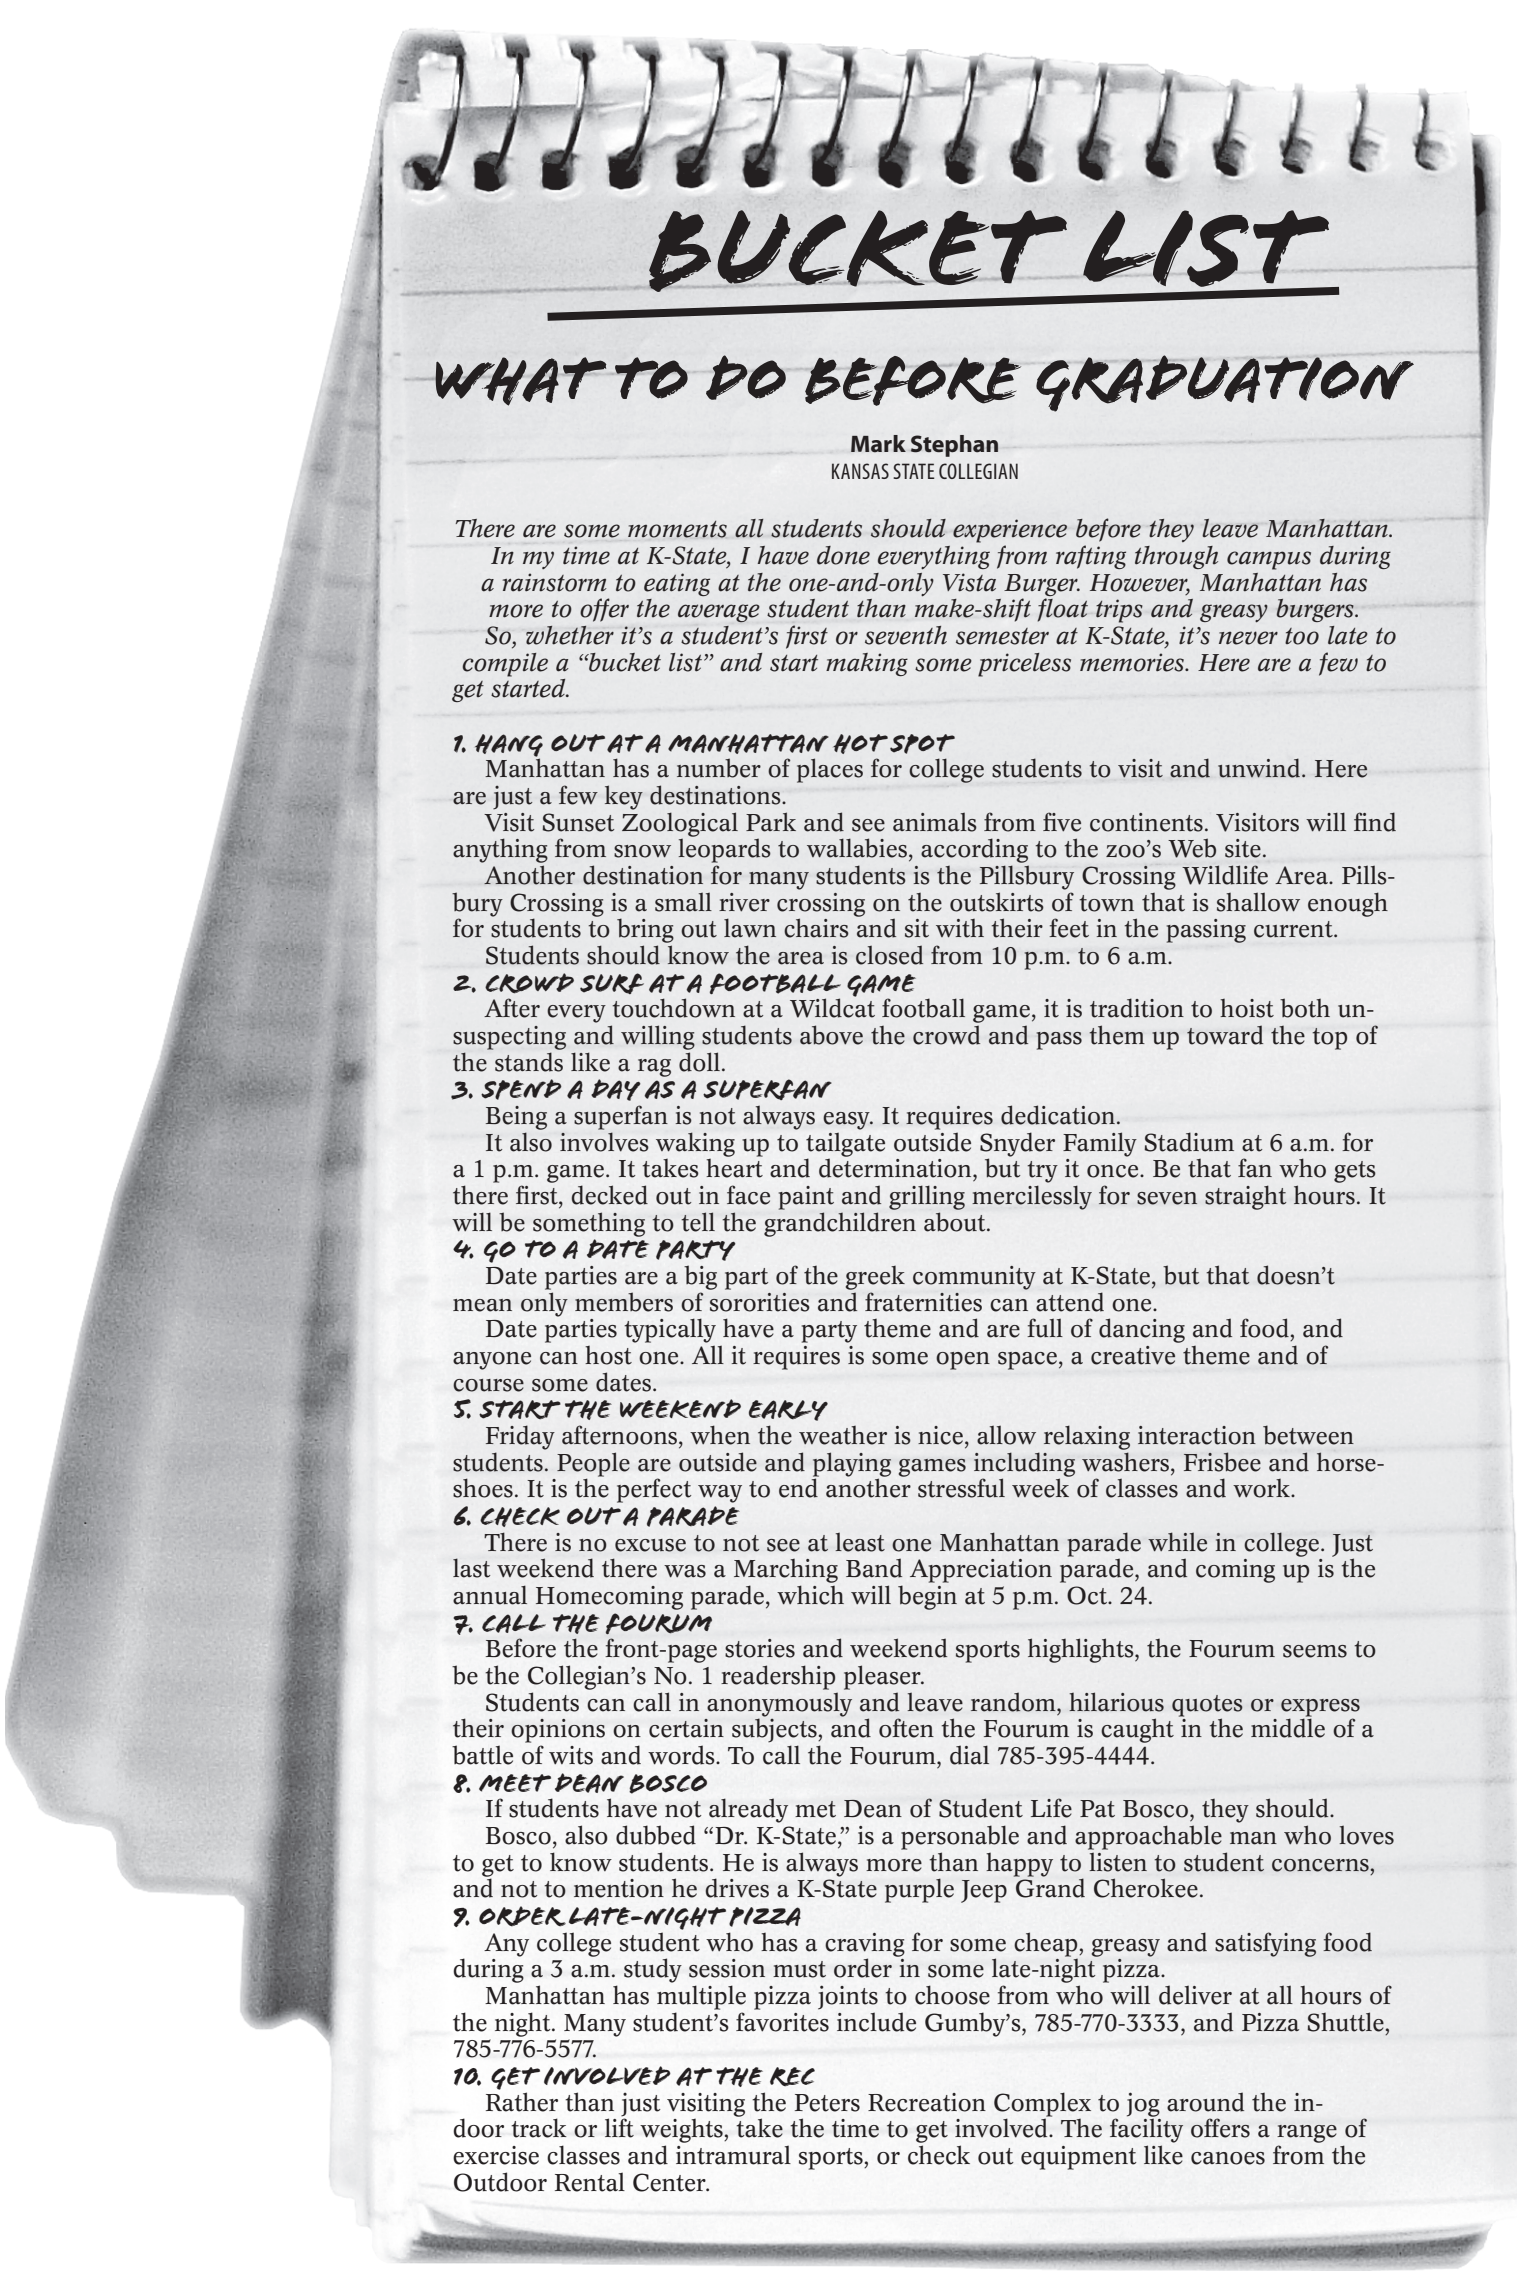 BUCKET LIST
WHAT TO DO BEFORE GRADUATION
Mark Stephan
KANSAS STATE COLLEGIAN
There are some moments all students should experience before they leave Manhattan.
In my time at K-State, I have done everything from rafting through campus during
a rainstorm to eating at the one-and-only Vista Burger. However, Manhattan has
more to offer the average student than make-shift float trips and greasy burgers.
So, whether it's a student's first or seventh semester at K-State, it's never too late to
compile a “bucket list” and start making some priceless memories. Here are a few to
get started.
1. HANG OUT AT A MANHATTAN HOT SPOT
Manhattan has a number of places for college students to visit and unwind. Here
are just a few key destinations.
Visit Sunset Zoological Park and see animals from five continents. Visitors will find
anything from snow leopards to wallabies, according to the zoo's Web site.
Another destination for many students is the Pillsbury Crossing Wildlife Area. Pills-
bury Crossing is a small river crossing on the outskirts of town that is shallow enough
for students to bring out lawn chairs and sit with their feet in the passing current.
Students should know the area is closed from 10 p.m. to 6 a.m.
2. CROWD SURF AT A FOOTBALL GAME
After every touchdown at a Wildcat football game, it is tradition to hoist both un-
suspecting and willing students above the crowd and pass them up toward the top of
the stands like a rag doll.
3. SPEND A DAY AS A SUPERFAN
Being a superfan is not always easy. It requires dedication.
It also involves waking up to tailgate outside Snyder Family Stadium at 6 a.m. for
a 1 p.m. game. It takes heart and determination, but try it once. Be that fan who gets
there first, decked out in face paint and grilling mercilessly for seven straight hours. It
will be something to tell the grandchildren about.
4. GO TO A DATE PARTY
Date parties are a big part of the greek community at K-State, but that doesn't
mean only members of sororities and fraternities can attend one.
Date parties typically have a party theme and are full of dancing and food, and
anyone can host one. All it requires is some open space, a creative theme and of
course some dates.
5. START THE WEEKEND EARLY
Friday afternoons, when the weather is nice, allow relaxing interaction between
students. People are outside and playing games including washers, Frisbee and horse-
shoes. It is the perfect way to end another stressful week of classes and work.
6. CHECK OUT A PARADE
There is no excuse to not see at least one Manhattan parade while in college. Just
last weekend there was a Marching Band Appreciation parade, and coming up is the
annual Homecoming parade, which will begin at 5 p.m. Oct. 24.
7. CALL THE FOURUM
Before the front-page stories and weekend sports highlights, the Fourum seems to
be the Collegian's No. 1 readership pleaser.
Students can call in anonymously and leave random, hilarious quotes or express
their opinions on certain subjects, and often the Fourum is caught in the middle of a
battle of wits and words. To call the Fourum, dial 785-395-4444.
8. MEET DEAN BOSCO
If students have not already met Dean of Student Life Pat Bosco, they should.
Bosco, also dubbed “Dr. K-State,” is a personable and approachable man who loves
to get to know students. He is always more than happy to listen to student concerns,
and not to mention he drives a K-State purple Jeep Grand Cherokee.
9. ORDER LATE-NIGHT PIZZA
Any college student who has a craving for some cheap, greasy and satisfying food
during a 3 a.m. study session must order in some late-night pizza.
Manhattan has multiple pizza joints to choose from who will deliver at all hours of
the night. Many student's favorites include Gumby's, 785-770-3333, and Pizza Shuttle,
785-776-5577.
10. GET INVOLVED AT THE REC
Rather than just visiting the Peters Recreation Complex to jog around the in-
door track or lift weights, take the time to get involved. The facility offers a range of
exercise classes and intramural sports, or check out equipment like canoes from the
Outdoor Rental Center.